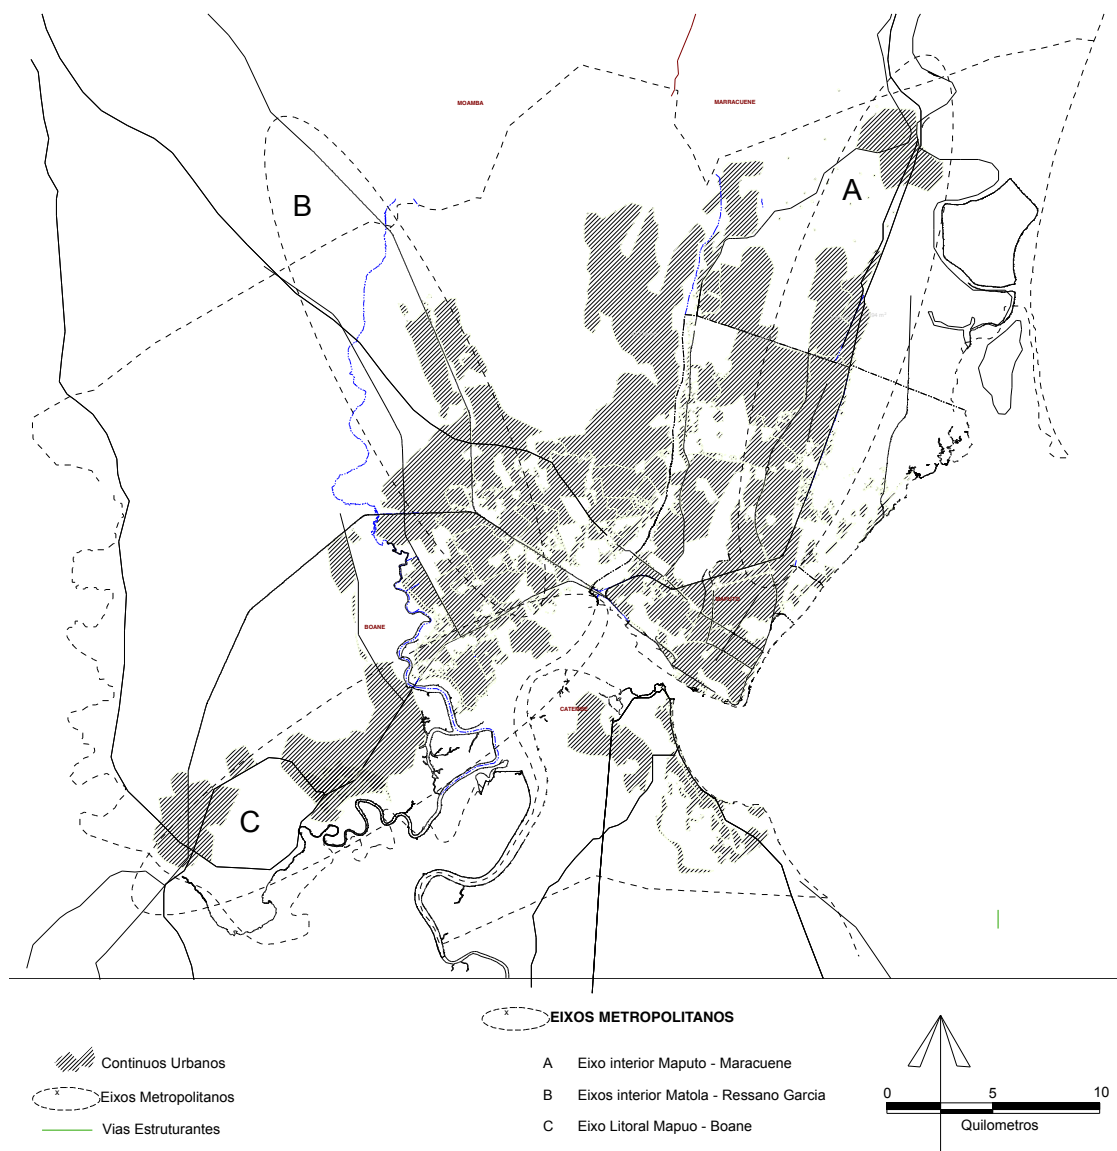 MOAMBA
MARRACUENE
A
B
BOANE
MAPUTO
CATEMBE
C
x EIXOS METROPOLITANOS
Continuos Urbanos
x Eixos Metropolitanos
Vias Estruturantes
A Eixo interior Maputo - Maracuene
B Eixos interior Matola - Ressano Garcia
C Eixo Litoral Mapuo - Boane
0 5 10
Quilometros